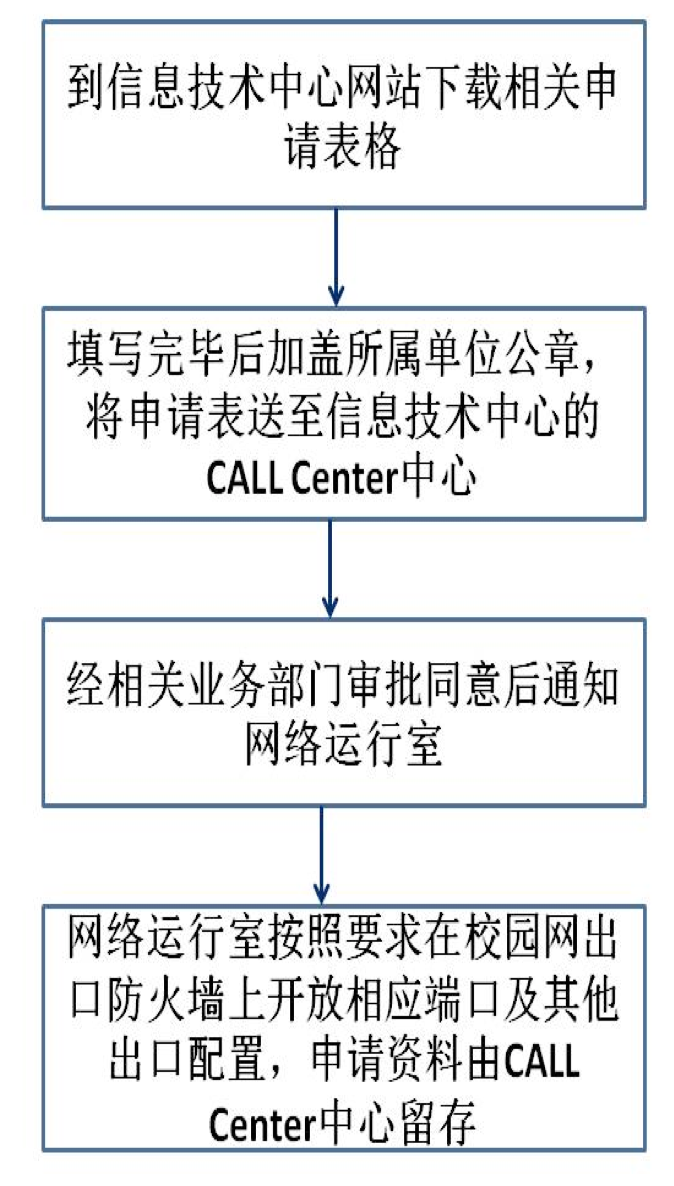 到信息技术中心网站下载相关申
请表格
填写完毕后加盖所属单位公章，
将申请表送至信息技术中心的
CALL Center中心
经相关业务部门审批同意后通知
网络运行室
网络运行室按照要求在校园网出
口防火墙上开放相应端口及其他
出口配置，申请资料由CALL
Center中心留存